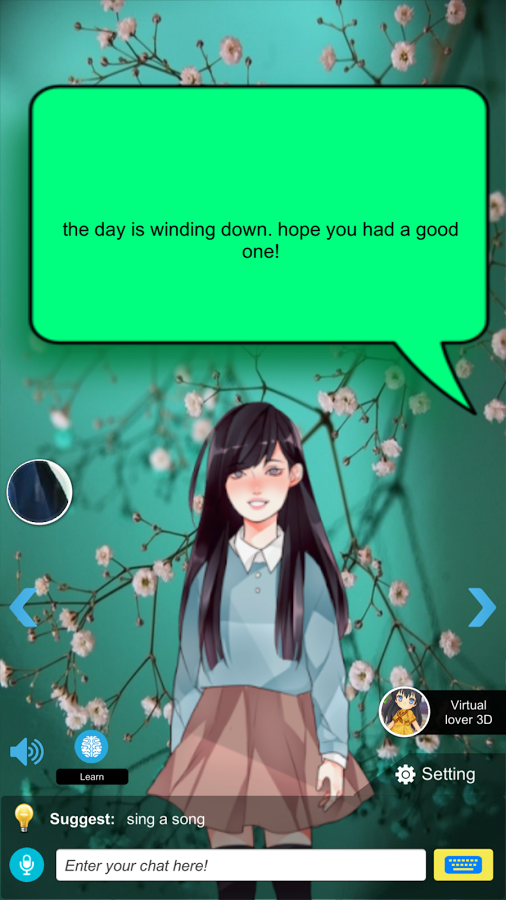 the day is winding down. hope you had a good
one!
Virtual
lover 3D
Learn
Setting
Suggest: sing a song
Enter your chat here!